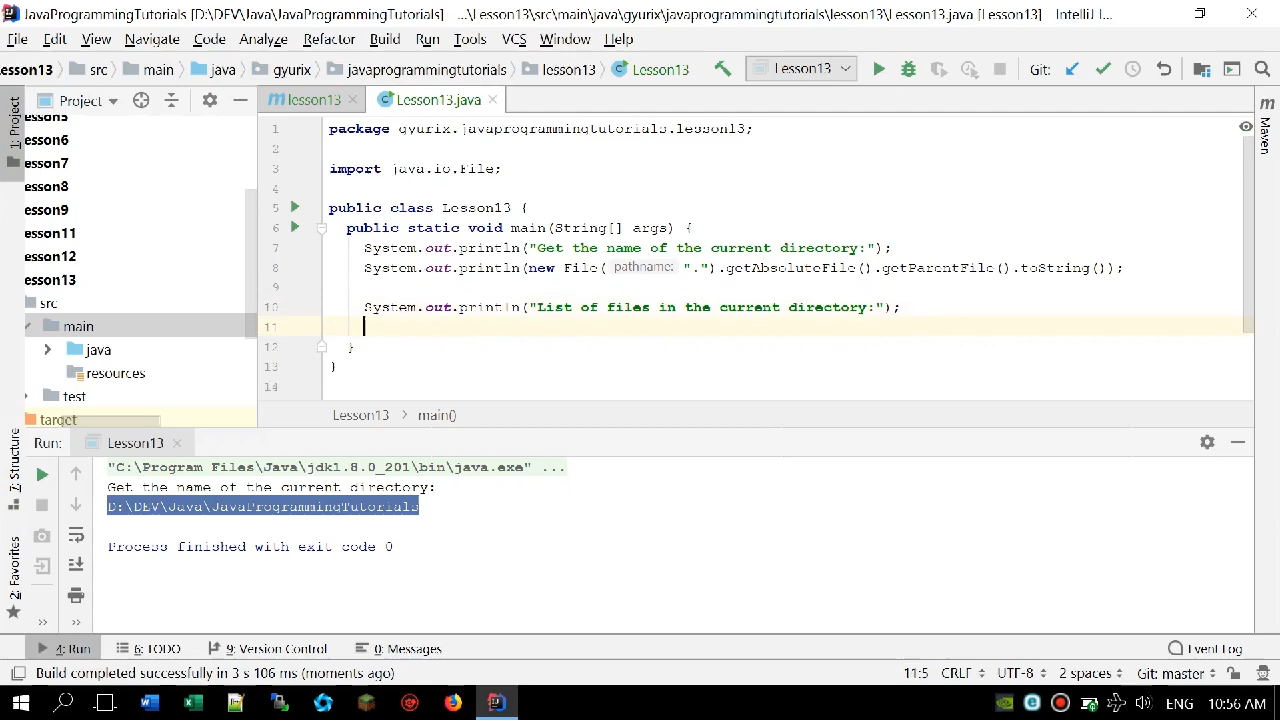 JavaProgrammingTutorials [D:\DEV\Java\JavaProgrammingTutorials] ...\Lesson13\src\main\java\gyurix\javaprogrammingtutorials\lesson13\Lesson13.java [Lesson13] - IntelliJ I...
File Edit View Navigate Code Analyze Refactor Build Run Tools VCS Window Help
esson13 src main java gyurix javaprogrammingtutorials lesson13 Lesson13 Lesson13 Git:
1: Project
Project
esson5
esson6
esson7
esson8
esson9
esson11
esson12
esson13
src
main
java
resources
test
target
lesson13 Lesson13.java
1 package gyurix.javaprogrammingtutorials.lesson13;
2
3 import java.io.File;
4
5 public class Lesson13 {
6 public static void main(String[] args) {
7 System.out.println("Get the name of the current directory:");
8 System.out.println(new File( pathname: ".").getAbsoluteFile().getParentFile().toString());
9
10 System.out.println("List of files in the current directory:");
11
12 }
13 }
14
Lesson13 > main()
m Maven
Run: Lesson13
"C:\Program Files\Java\jdk1.8.0_201\bin\java.exe" ...
Get the name of the current directory:
D:\DEV\Java\JavaProgrammingTutorials
Process finished with exit code 0
7: Structure
2: Favorites
4: Run 6: TODO 9: Version Control 0: Messages Event Log
Build completed successfully in 3 s 106 ms (moments ago) 11:5 CRLF UTF-8 2 spaces Git: master
ENG 10:56 AM